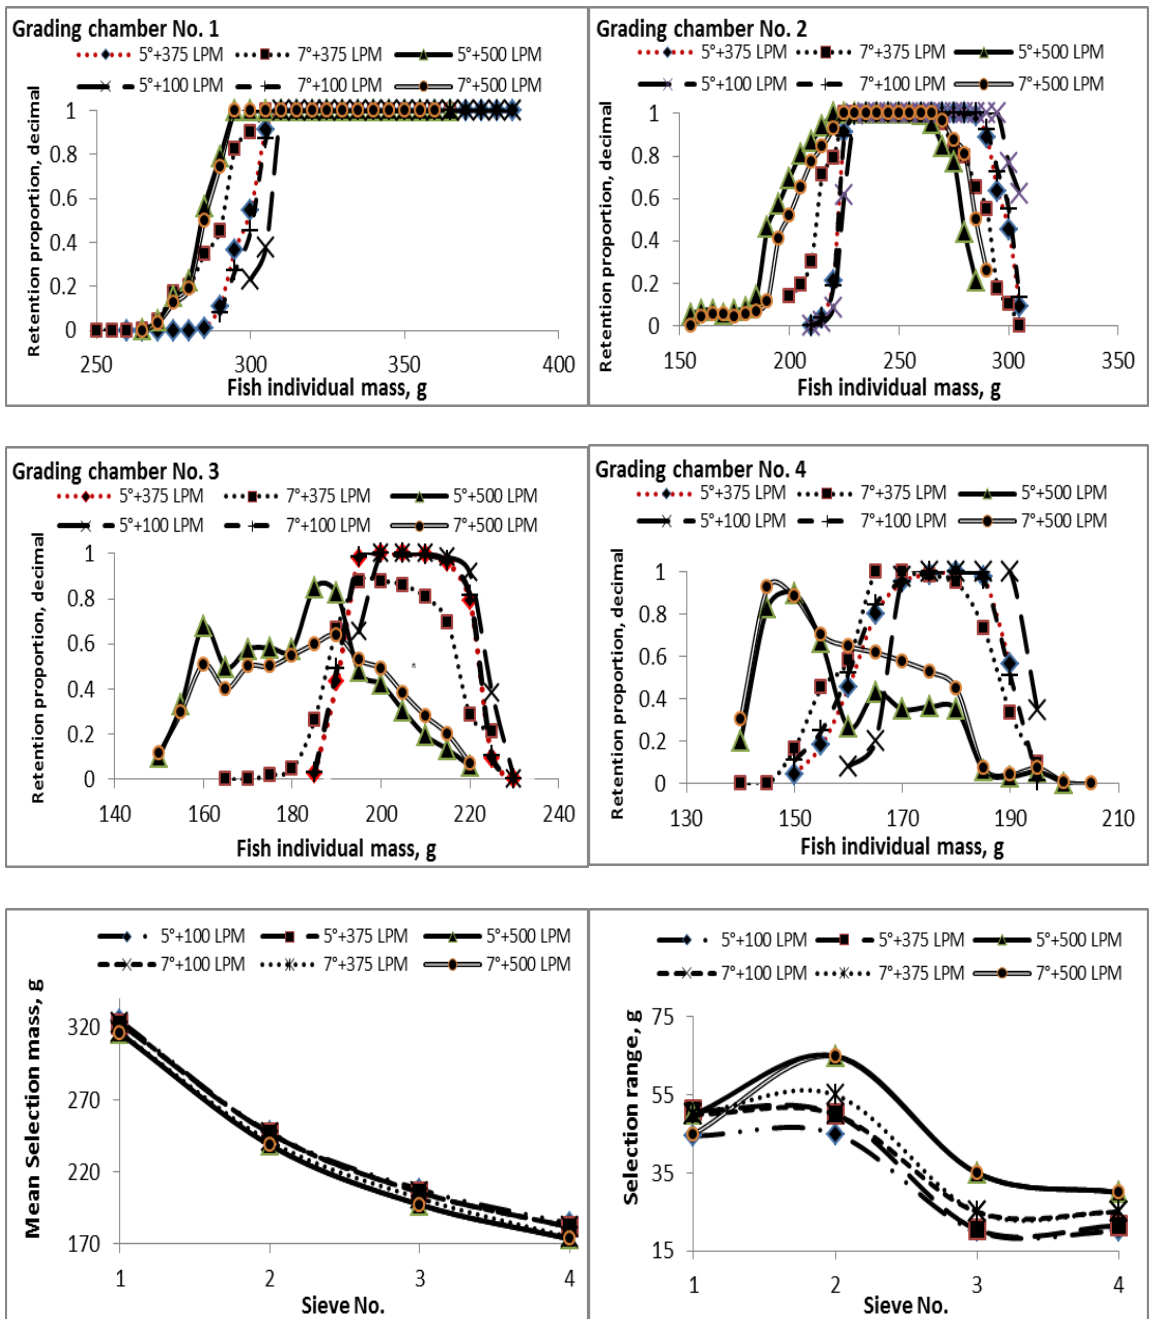 Grading chamber No. 1
5°+375 LPM 7°+375 LPM 5°+500 LPM
5°+100 LPM 7°+100 LPM 7°+500 LPM
Retention proportion, decimal
1
0.8
0.6
0.4
0.2
0
250 300 350 400
Fish individual mass, g
Grading chamber No. 2
5°+375 LPM 7°+375 LPM 5°+500 LPM
5°+100 LPM 7°+100 LPM 7°+500 LPM
Retention proportion, decimal
1
0.8
0.6
0.4
0.2
0
150 200 250 300 350
Fish individual mass, g
Grading chamber No. 3
5°+375 LPM 7°+375 LPM 5°+500 LPM
5°+100 LPM 7°+100 LPM 7°+500 LPM
Retention proportion, decimal
1
0.8
0.6
0.4
0.2
0
140 160 180 200 220 240
Fish individual mass, g
Grading chamber No. 4
5°+375 LPM 7°+375 LPM 5°+500 LPM
5°+100 LPM 7°+100 LPM 7°+500 LPM
Retention proportion, decimal
1
0.8
0.6
0.4
0.2
0
130 150 170 190 210
Fish individual mass, g
5°+100 LPM 5°+375 LPM 5°+500 LPM
7°+100 LPM 7°+375 LPM 7°+500 LPM
Mean Selection mass, g
320
270
220
170
1 2 3 4
Sieve No.
5°+100 LPM 5°+375 LPM 5°+500 LPM
7°+100 LPM 7°+375 LPM 7°+500 LPM
Selection range, g
75
55
35
15
1 2 3 4
Sieve No.